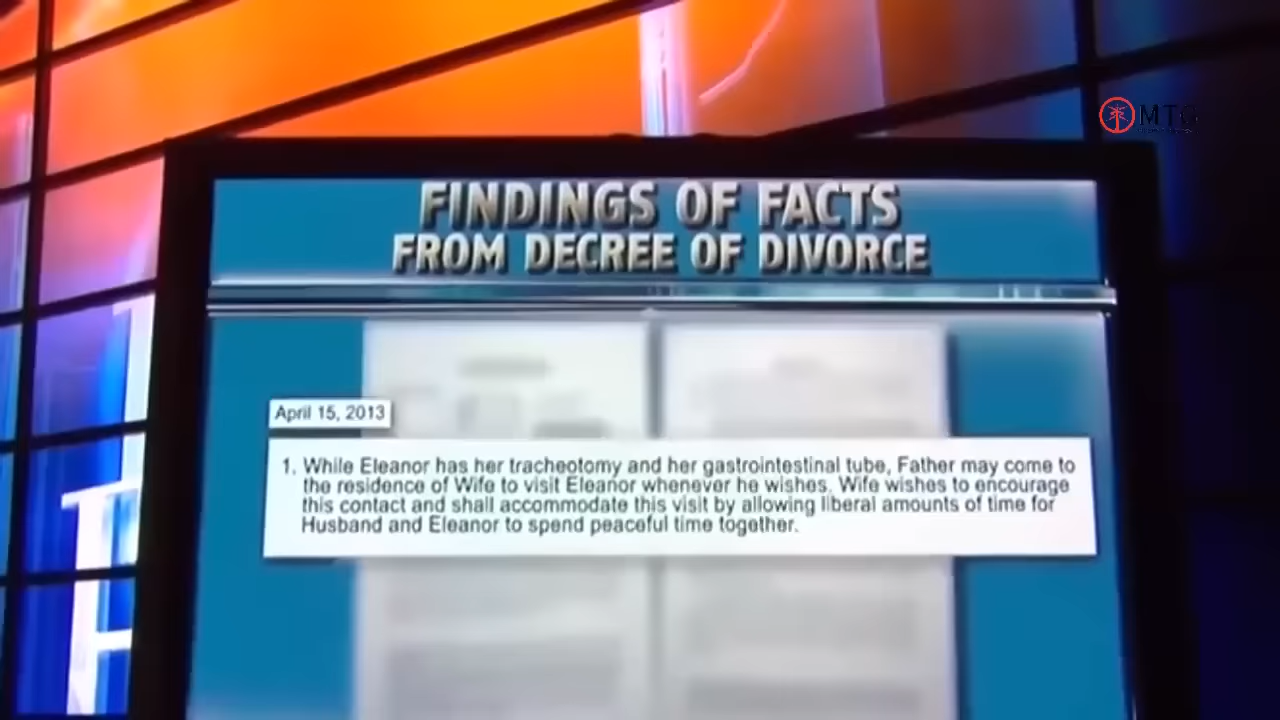 MTG
FINDINGS OF FACTS
FROM DECREE OF DIVORCE
April 15, 2013
1. While Eleanor has her tracheotomy and her gastrointestinal tube, Father may come to
the residence of Wife to visit Eleanor whenever he wishes. Wife wishes to encourage
this contact and shall accommodate this visit by allowing liberal amounts of time for
Husband and Eleanor to spend peaceful time together.